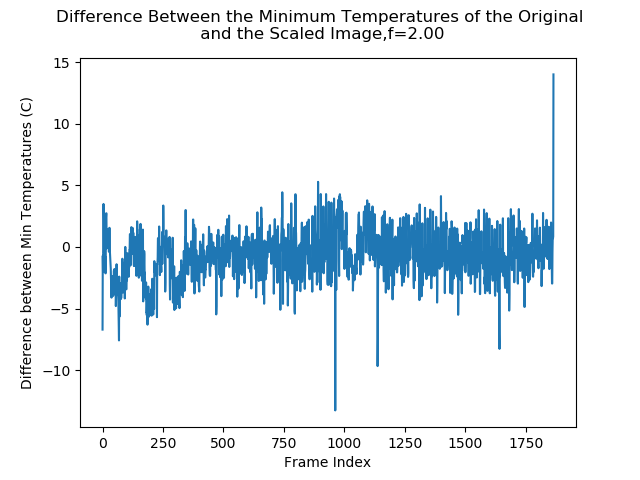 Difference Between the Minimum Temperatures of the Original
and the Scaled Image,f=2.00
Difference between Min Temperatures (C)
15
10
5
0
−5
−10
0 250 500 750 1000 1250 1500 1750
Frame Index